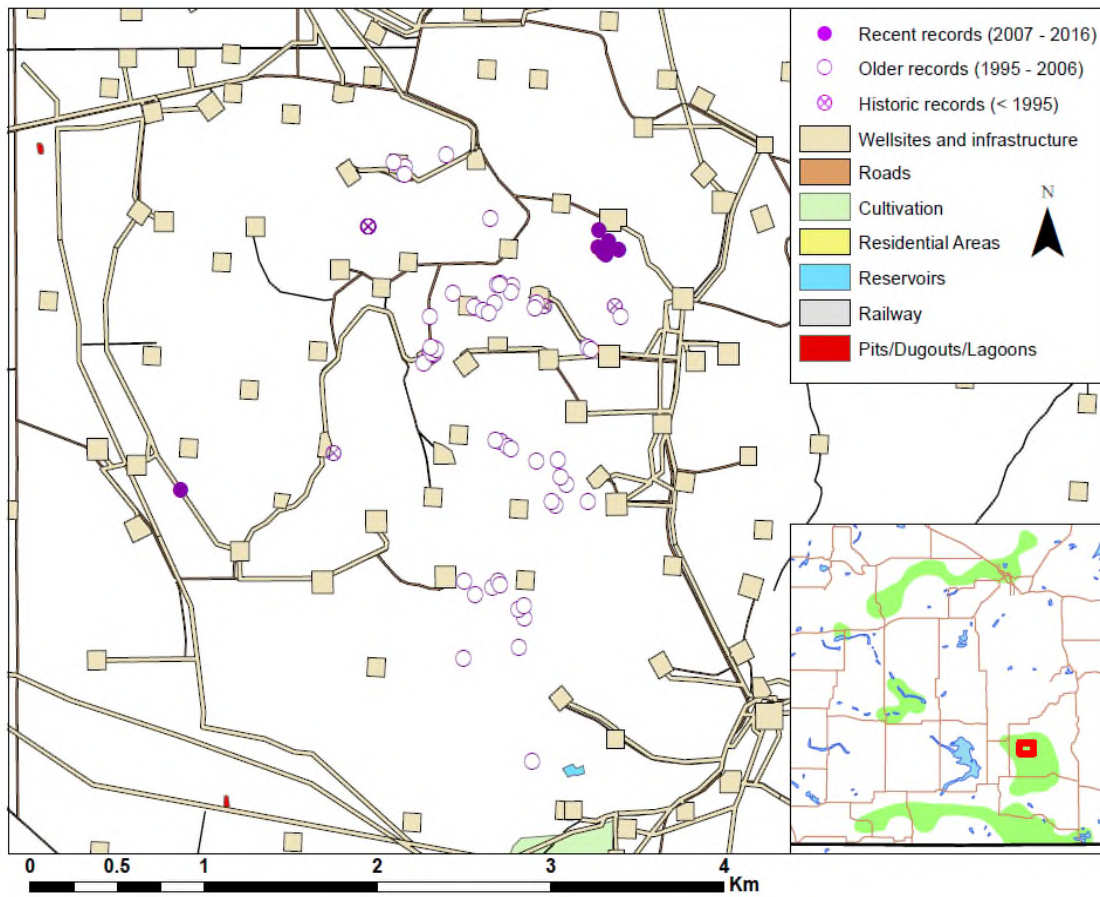 Recent records (2007 - 2016)
Older records (1995 - 2006)
Historic records (< 1995)
Wellsites and infrastructure
Roads
N
Cultivation
Residential Areas
Reservoirs
Railway
Pits/Dugouts/Lagoons
0 0.5 1 2 3 4
Km